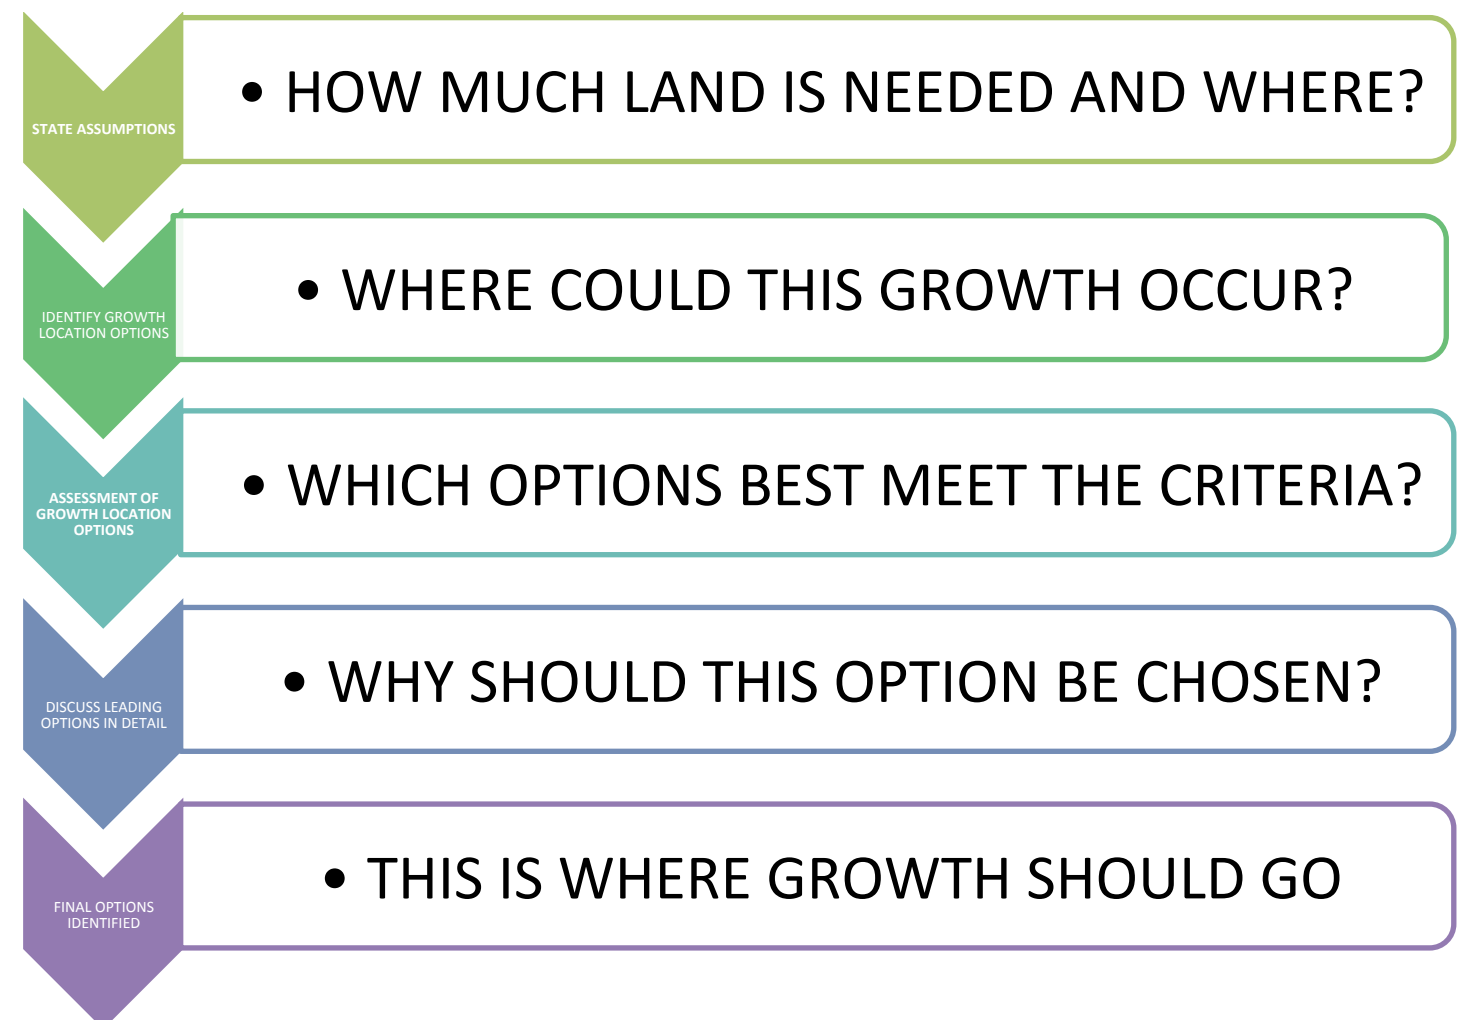 STATE ASSUMPTIONS
• HOW MUCH LAND IS NEEDED AND WHERE?
IDENTIFY GROWTH
LOCATION OPTIONS
• WHERE COULD THIS GROWTH OCCUR?
ASSESSMENT OF
GROWTH LOCATION
OPTIONS
• WHICH OPTIONS BEST MEET THE CRITERIA?
DISCUSS LEADING
OPTIONS IN DETAIL
• WHY SHOULD THIS OPTION BE CHOSEN?
FINAL OPTIONS
IDENTIFIED
• THIS IS WHERE GROWTH SHOULD GO